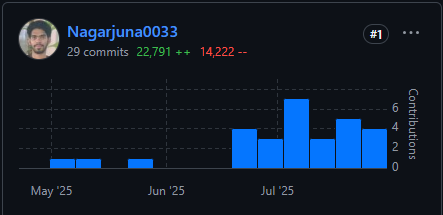 Nagarjuna0033
#1
29 commits 22,791 ++ 14,222 --
6
4
2
0
Contributions
May '25 Jun '25 Jul '25